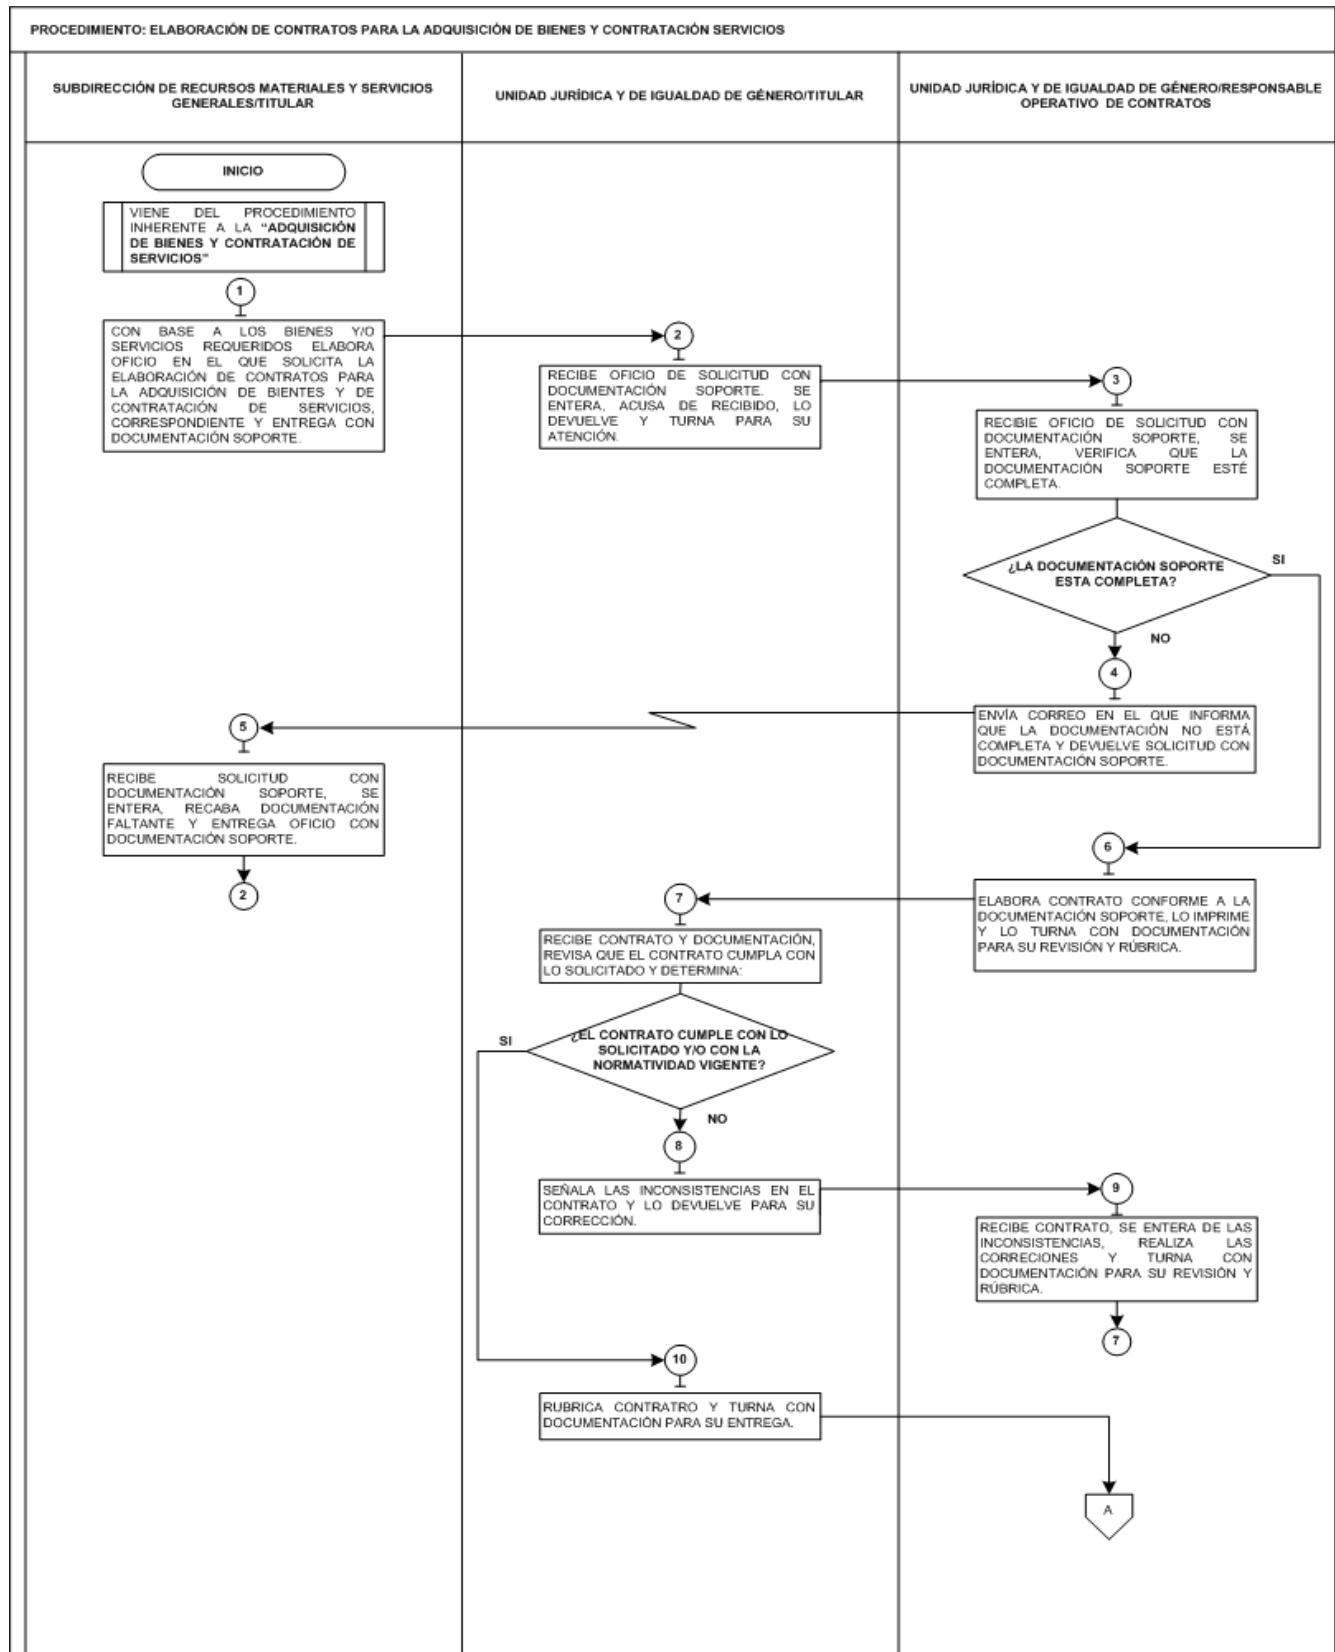 PROCEDIMIENTO: ELABORACIÓN DE CONTRATOS PARA LA ADQUISICIÓN DE BIENES Y CONTRATACIÓN SERVICIOS
SUBDIRECCIÓN DE RECURSOS MATERIALES Y SERVICIOS
GENERALES/TITULAR
UNIDAD JURÍDICA Y DE IGUALDAD DE GÉNERO/TITULAR
UNIDAD JURÍDICA Y DE IGUALDAD DE GÉNERO/RESPONSABLE
OPERATIVO DE CONTRATOS
INICIO
VIENE DEL PROCEDIMIENTO
INHERENTE A LA "ADQUISICIÓN
DE BIENES Y CONTRATACIÓN DE
SERVICIOS"
1
CON BASE A LOS BIENES Y/O
SERVICIOS REQUERIDOS ELABORA
OFICIO EN EL QUE SOLICITA LA
ELABORACIÓN DE CONTRATOS PARA
LA ADQUISICIÓN DE BIENTES Y DE
CONTRATACIÓN DE SERVICIOS,
CORRESPONDIENTE Y ENTREGA CON
DOCUMENTACIÓN SOPORTE.
2
RECIBE OFICIO DE SOLICITUD CON
DOCUMENTACIÓN SOPORTE. SE
ENTERA, ACUSA DE RECIBIDO, LO
DEVUELVE Y TURNA PARA SU
ATENCIÓN.
3
RECIBIE OFICIO DE SOLICITUD CON
DOCUMENTACIÓN SOPORTE, SE
ENTERA, VERIFICA QUE LA
DOCUMENTACIÓN SOPORTE ESTÉ
COMPLETA.
¿LA DOCUMENTACIÓN SOPORTE
ESTA COMPLETA?
SI
NO
4
ENVÍA CORREO EN EL QUE INFORMA
QUE LA DOCUMENTACIÓN NO ESTÁ
COMPLETA Y DEVUELVE SOLICITUD CON
DOCUMENTACIÓN SOPORTE.
5
RECIBE SOLICITUD CON
DOCUMENTACIÓN SOPORTE, SE
ENTERA, RECABA DOCUMENTACIÓN
FALTANTE Y ENTREGA OFICIO CON
DOCUMENTACIÓN SOPORTE.
2
6
ELABORA CONTRATO CONFORME A LA
DOCUMENTACIÓN SOPORTE, LO IMPRIME
Y LO TURNA CON DOCUMENTACIÓN
PARA SU REVISIÓN Y RÚBRICA.
7
RECIBE CONTRATO Y DOCUMENTACIÓN,
REVISA QUE EL CONTRATO CUMPLA CON
LO SOLICITADO Y DETERMINA:
¿EL CONTRATO CUMPLE CON LO
SOLICITADO Y/O CON LA
NORMATIVIDAD VIGENTE?
SI
NO
8
SEÑALA LAS INCONSISTENCIAS EN EL
CONTRATO Y LO DEVUELVE PARA SU
CORRECCIÓN.
9
RECIBE CONTRATO, SE ENTERA DE LAS
INCONSISTENCIAS, REALIZA LAS
CORRECIONES Y TURNA CON
DOCUMENTACIÓN PARA SU REVISIÓN Y
RÚBRICA.
7
10
RUBRICA CONTRATRO Y TURNA CON
DOCUMENTACIÓN PARA SU ENTREGA.
A